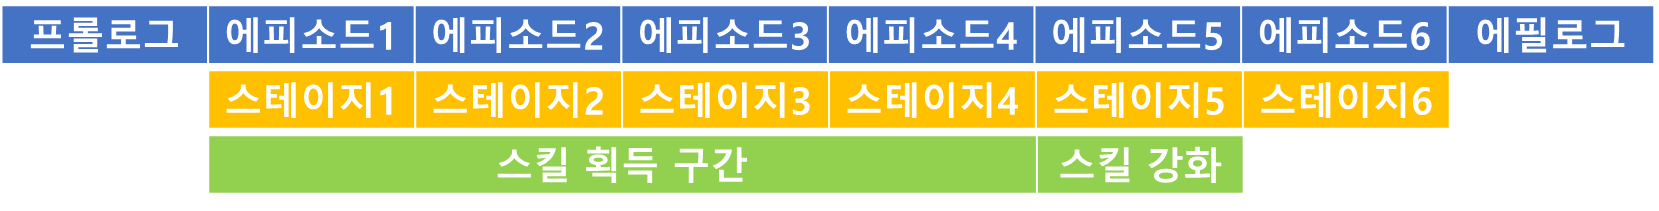 프롤로그 에피소드1 에피소드2 에피소드3 에피소드4 에피소드5 에피소드6 에필로그
스테이지1 스테이지2 스테이지3 스테이지4 스테이지5 스테이지6
스킬 획득 구간 스킬 강화